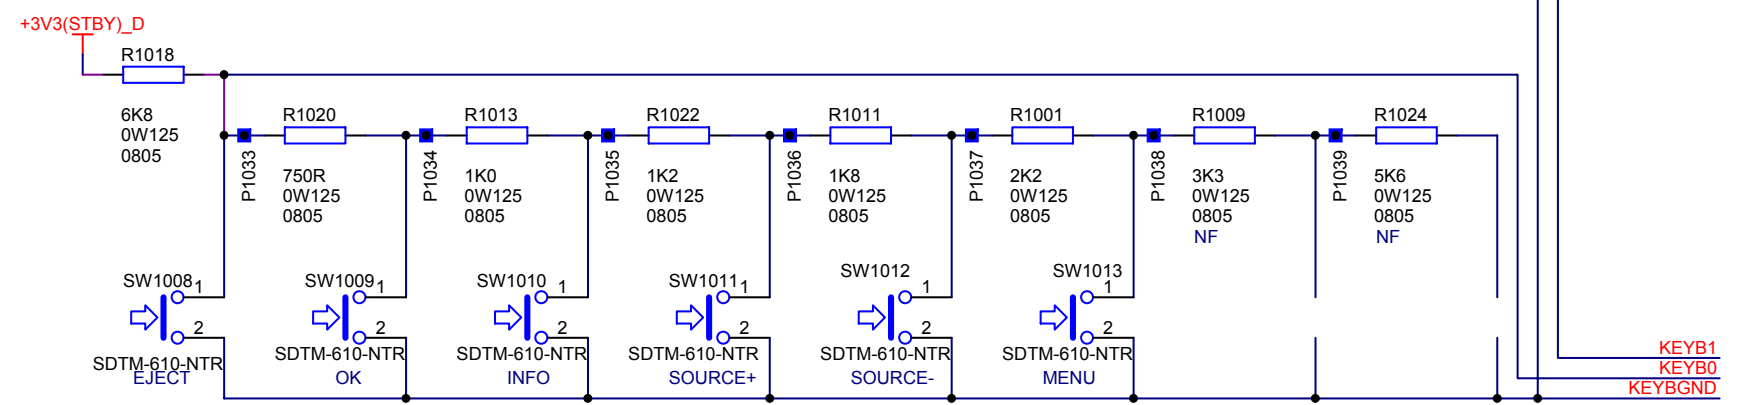 +3V3(STBY)_D
R1018
6K8
0W125
0805
R1020
R1013
R1022
R1011
R1001
R1009
R1024
P1033
P1034
P1035
P1036
P1037
P1038
P1039
750R
0W125
0805
1K0
0W125
0805
1K2
0W125
0805
1K8
0W125
0805
2K2
0W125
0805
3K3
0W125
0805
NF
5K6
0W125
0805
NF
SW1008
1
2
SDTM-610-NTR
EJECT
SW1009
1
2
SDTM-610-NTR
OK
SW1010
1
2
SDTM-610-NTR
INFO
SW1011
1
2
SDTM-610-NTR
SOURCE+
SW1012
1
2
SDTM-610-NTR
SOURCE-
SW1013
1
2
SDTM-610-NTR
MENU
KEYB1
KEYB0
KEYBGND